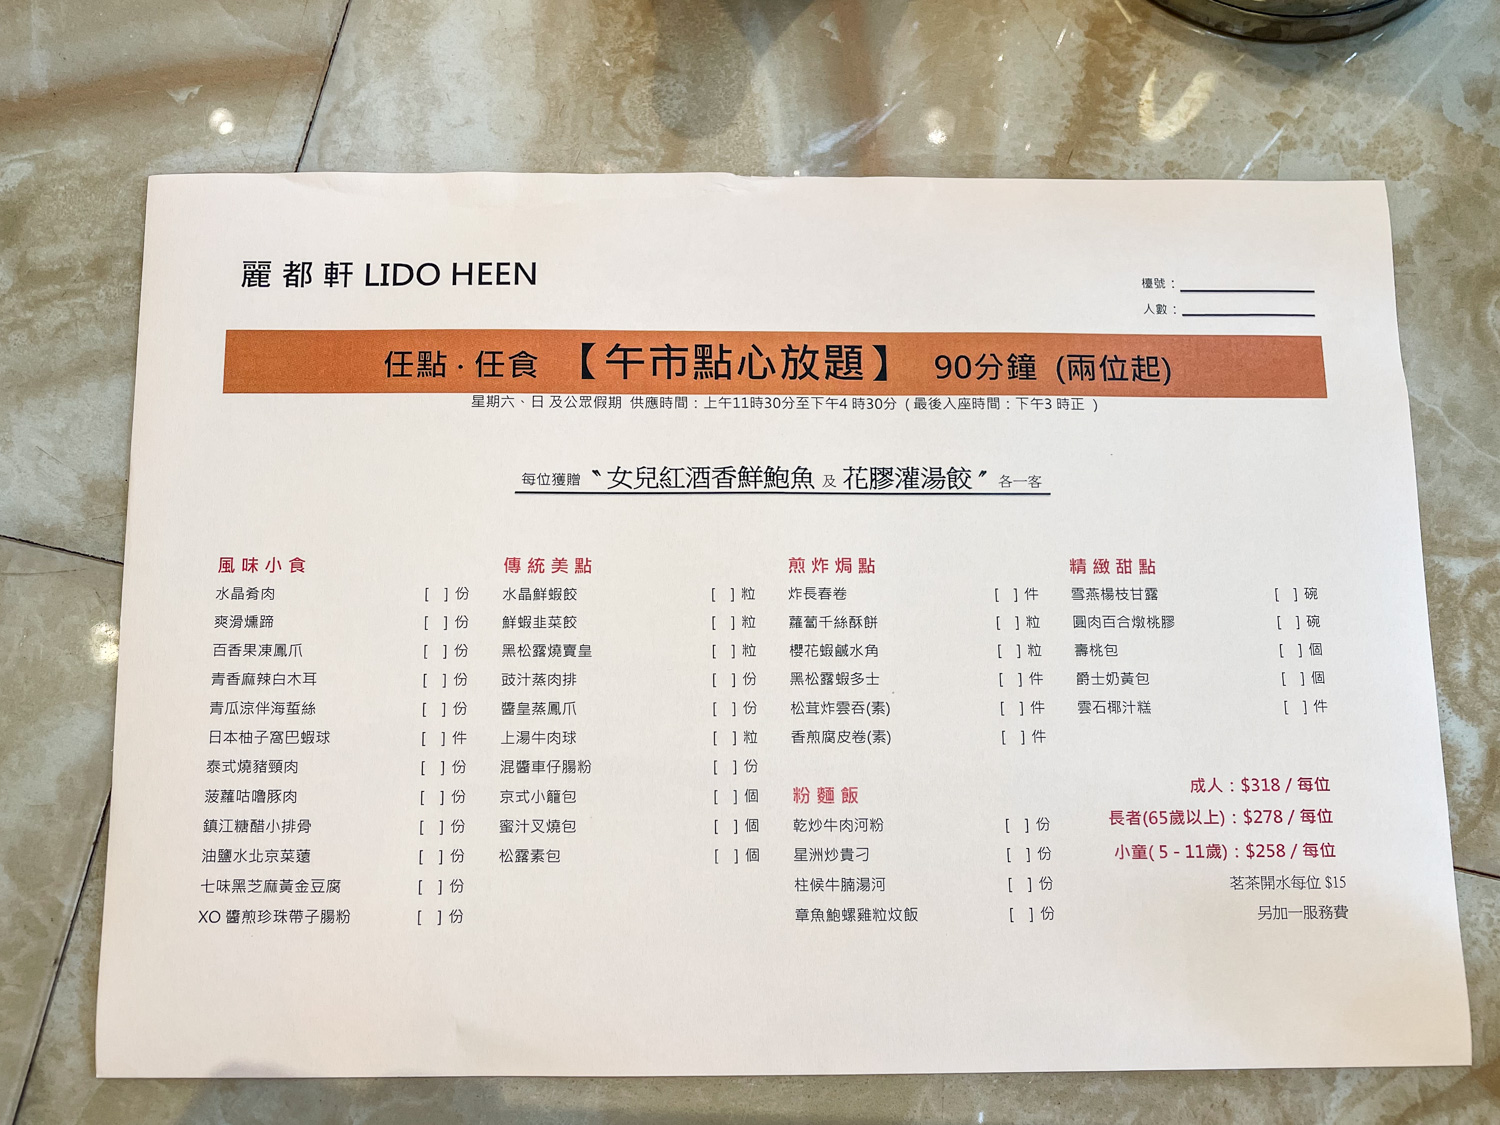 麗都軒 LIDO HEEN
檯號：
人數：
任點·任食 【午市點心放題】 90分鐘 (兩位起)
星期六、日 及公眾假期 供應時間：上午11時30分至下午4時30分 (最後入座時間：下午3時正 )
每位獲贈〝女兒紅酒香鮮鮑魚 及 花膠灌湯餃〞各一客
風味小食
水晶肴肉 [ ] 份
爽滑燻蹄 [ ] 份
百香果凍鳳爪 [ ] 份
青香麻辣白木耳 [ ] 份
青瓜涼伴海蜇絲 [ ] 份
日本柚子窩巴蝦球 [ ] 件
泰式燒豬頸肉 [ ] 份
菠蘿咕嚕豚肉 [ ] 份
鎮江糖醋小排骨 [ ] 份
油鹽水北京菜薳 [ ] 份
七味黑芝麻黃金豆腐 [ ] 份
XO 醬煎珍珠帶子腸粉 [ ] 份
傳統美點
水晶鮮蝦餃 [ ] 粒
鮮蝦韭菜餃 [ ] 粒
黑松露燒賣皇 [ ] 粒
豉汁蒸肉排 [ ] 份
醬皇蒸鳳爪 [ ] 份
上湯牛肉球 [ ] 粒
混醬車仔腸粉 [ ] 份
京式小籠包 [ ] 個
蜜汁叉燒包 [ ] 個
松露素包 [ ] 個
煎炸焗點
炸長春卷 [ ] 件
蘿蔔千絲酥餅 [ ] 粒
櫻花蝦鹹水角 [ ] 粒
黑松露蝦多士 [ ] 件
松茸炸雲吞(素) [ ] 件
香煎腐皮卷(素) [ ] 件
粉麵飯
乾炒牛肉河粉 [ ] 份
星洲炒貴刁 [ ] 份
柱候牛腩湯河 [ ] 份
章魚鮑螺雞粒炆飯 [ ] 份
精緻甜點
雪燕楊枝甘露 [ ] 碗
圓肉百合燉桃膠 [ ] 碗
壽桃包 [ ] 個
爵士奶黃包 [ ] 個
雲石椰汁糕 [ ] 件
成人：$318 / 每位
長者(65歲以上)：$278 / 每位
小童( 5 - 11歲)：$258 / 每位
茗茶開水每位 $15
另加一服務費